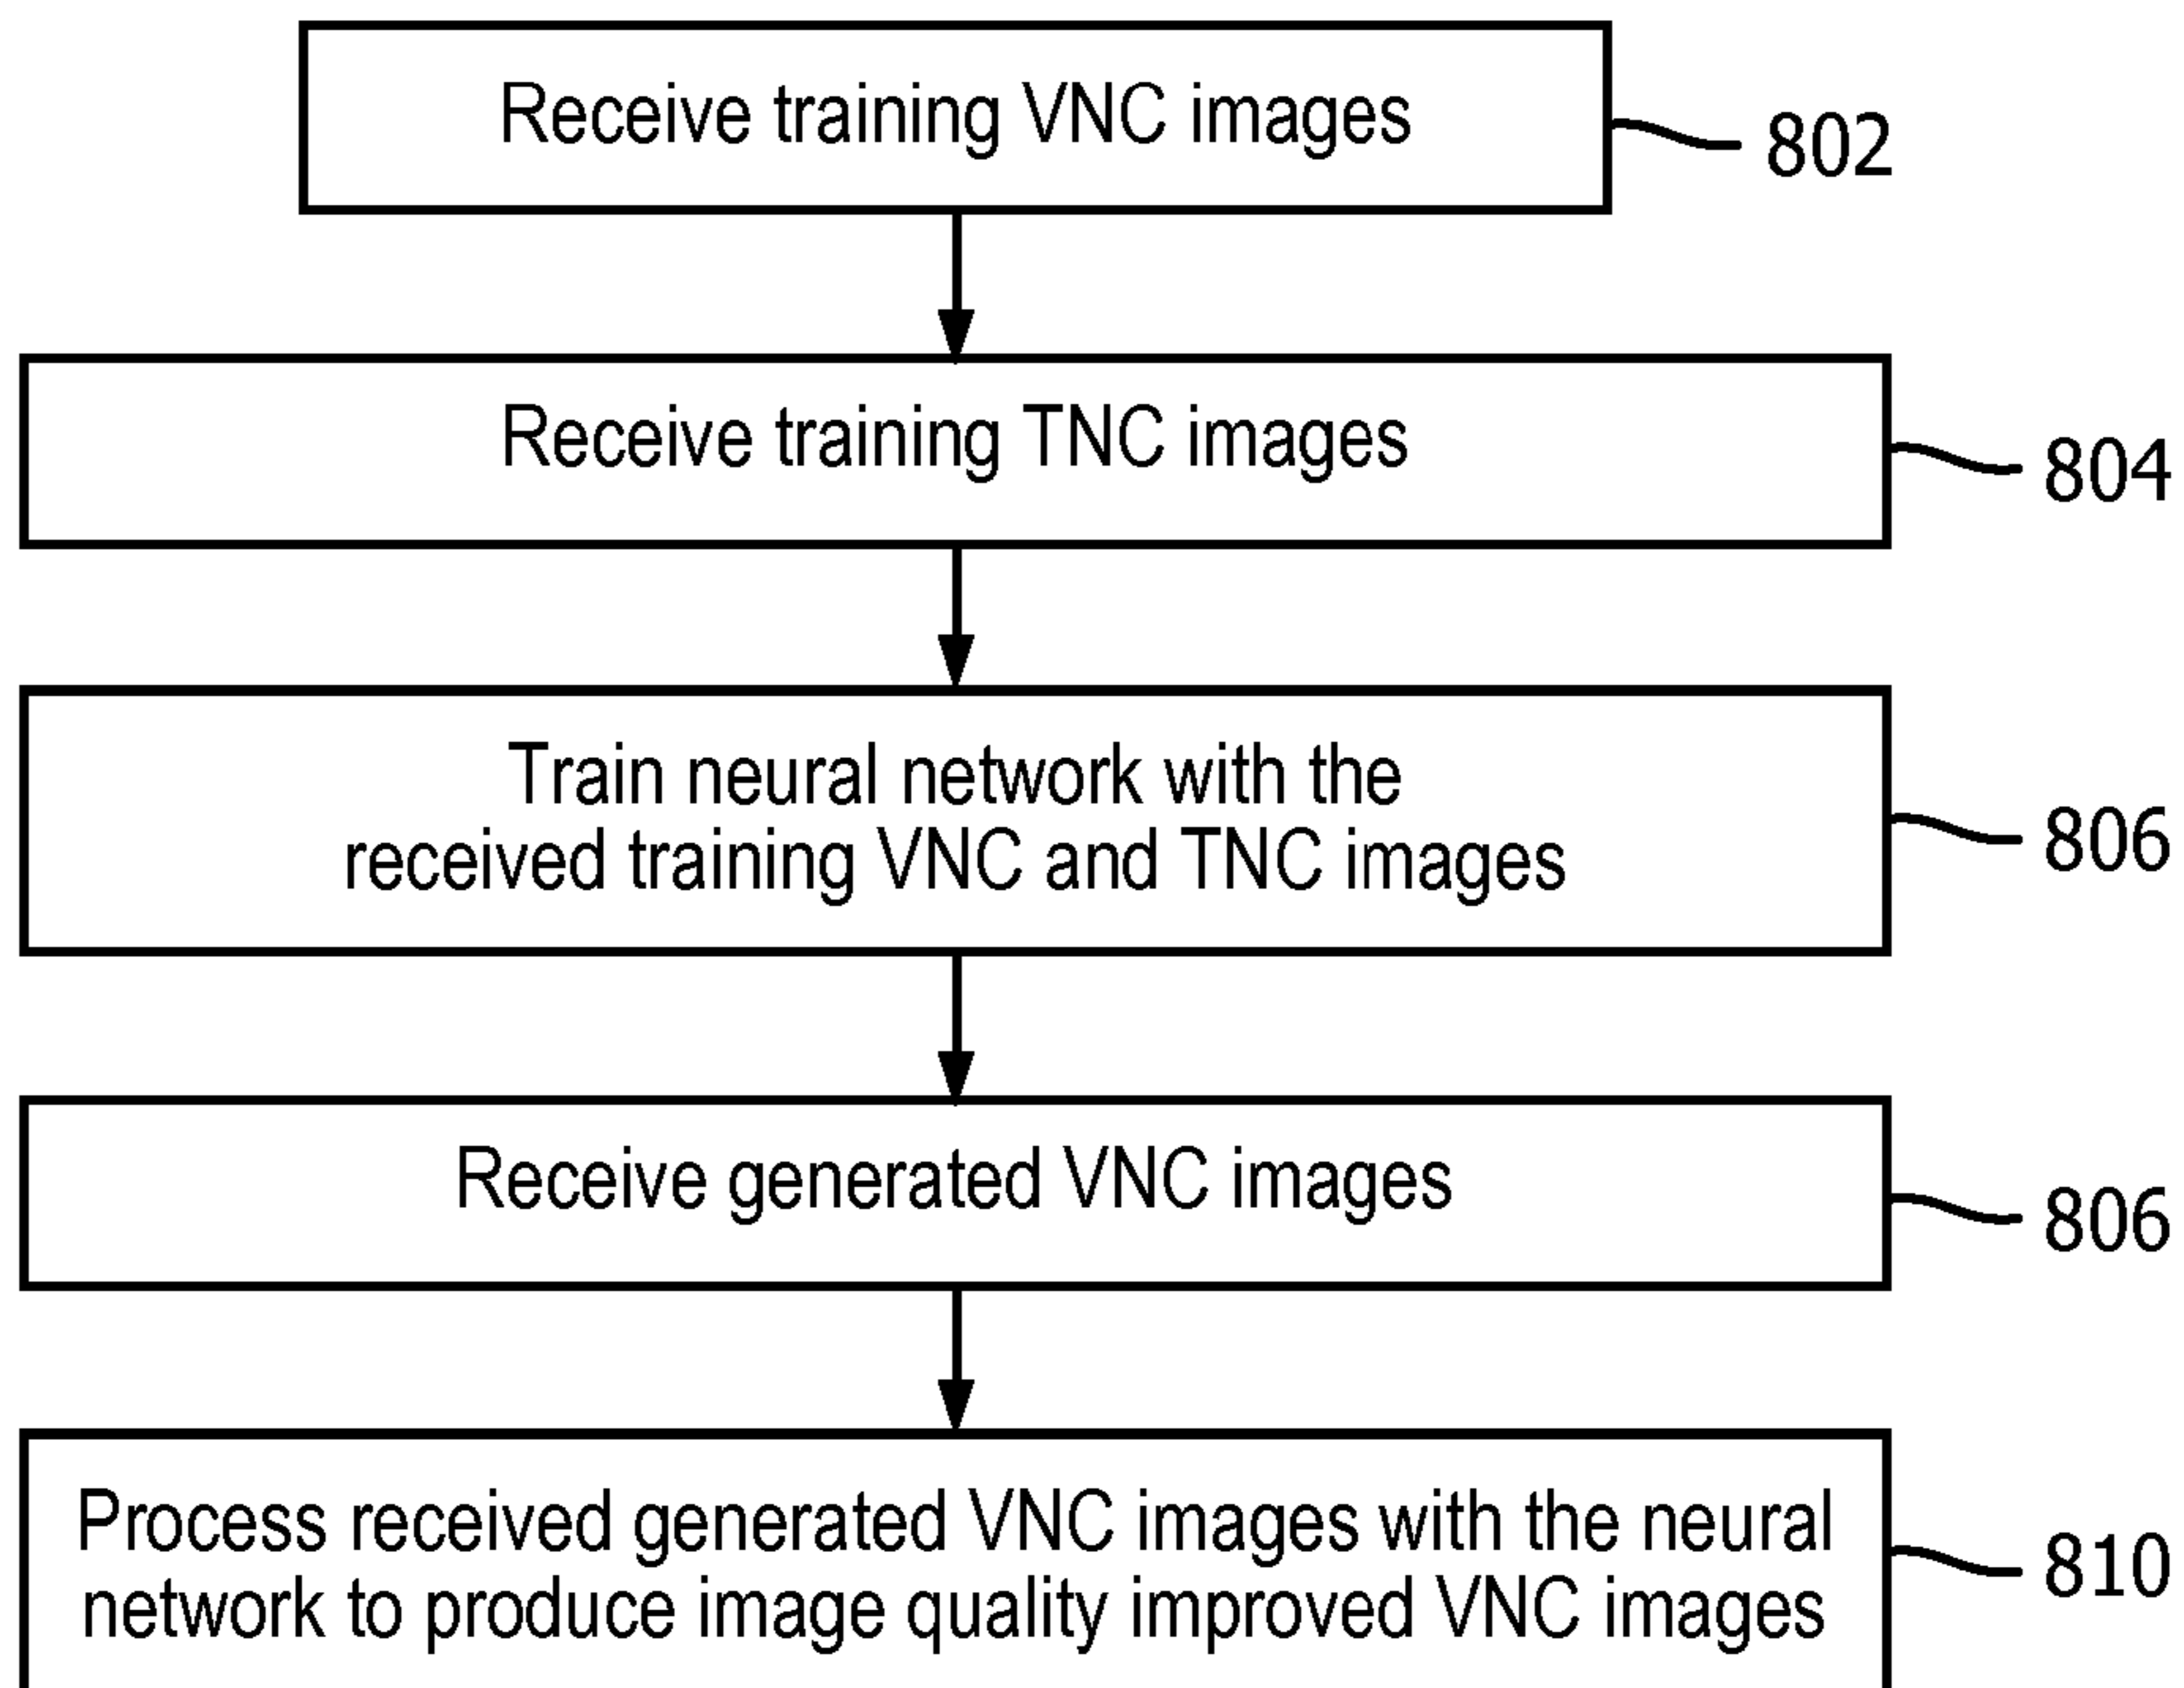 Receive training VNC images
802
Receive training TNC images
804
Train neural network with the
received training VNC and TNC images
806
Receive generated VNC images
806
Process received generated VNC images with the neural
network to produce image quality improved VNC images
810